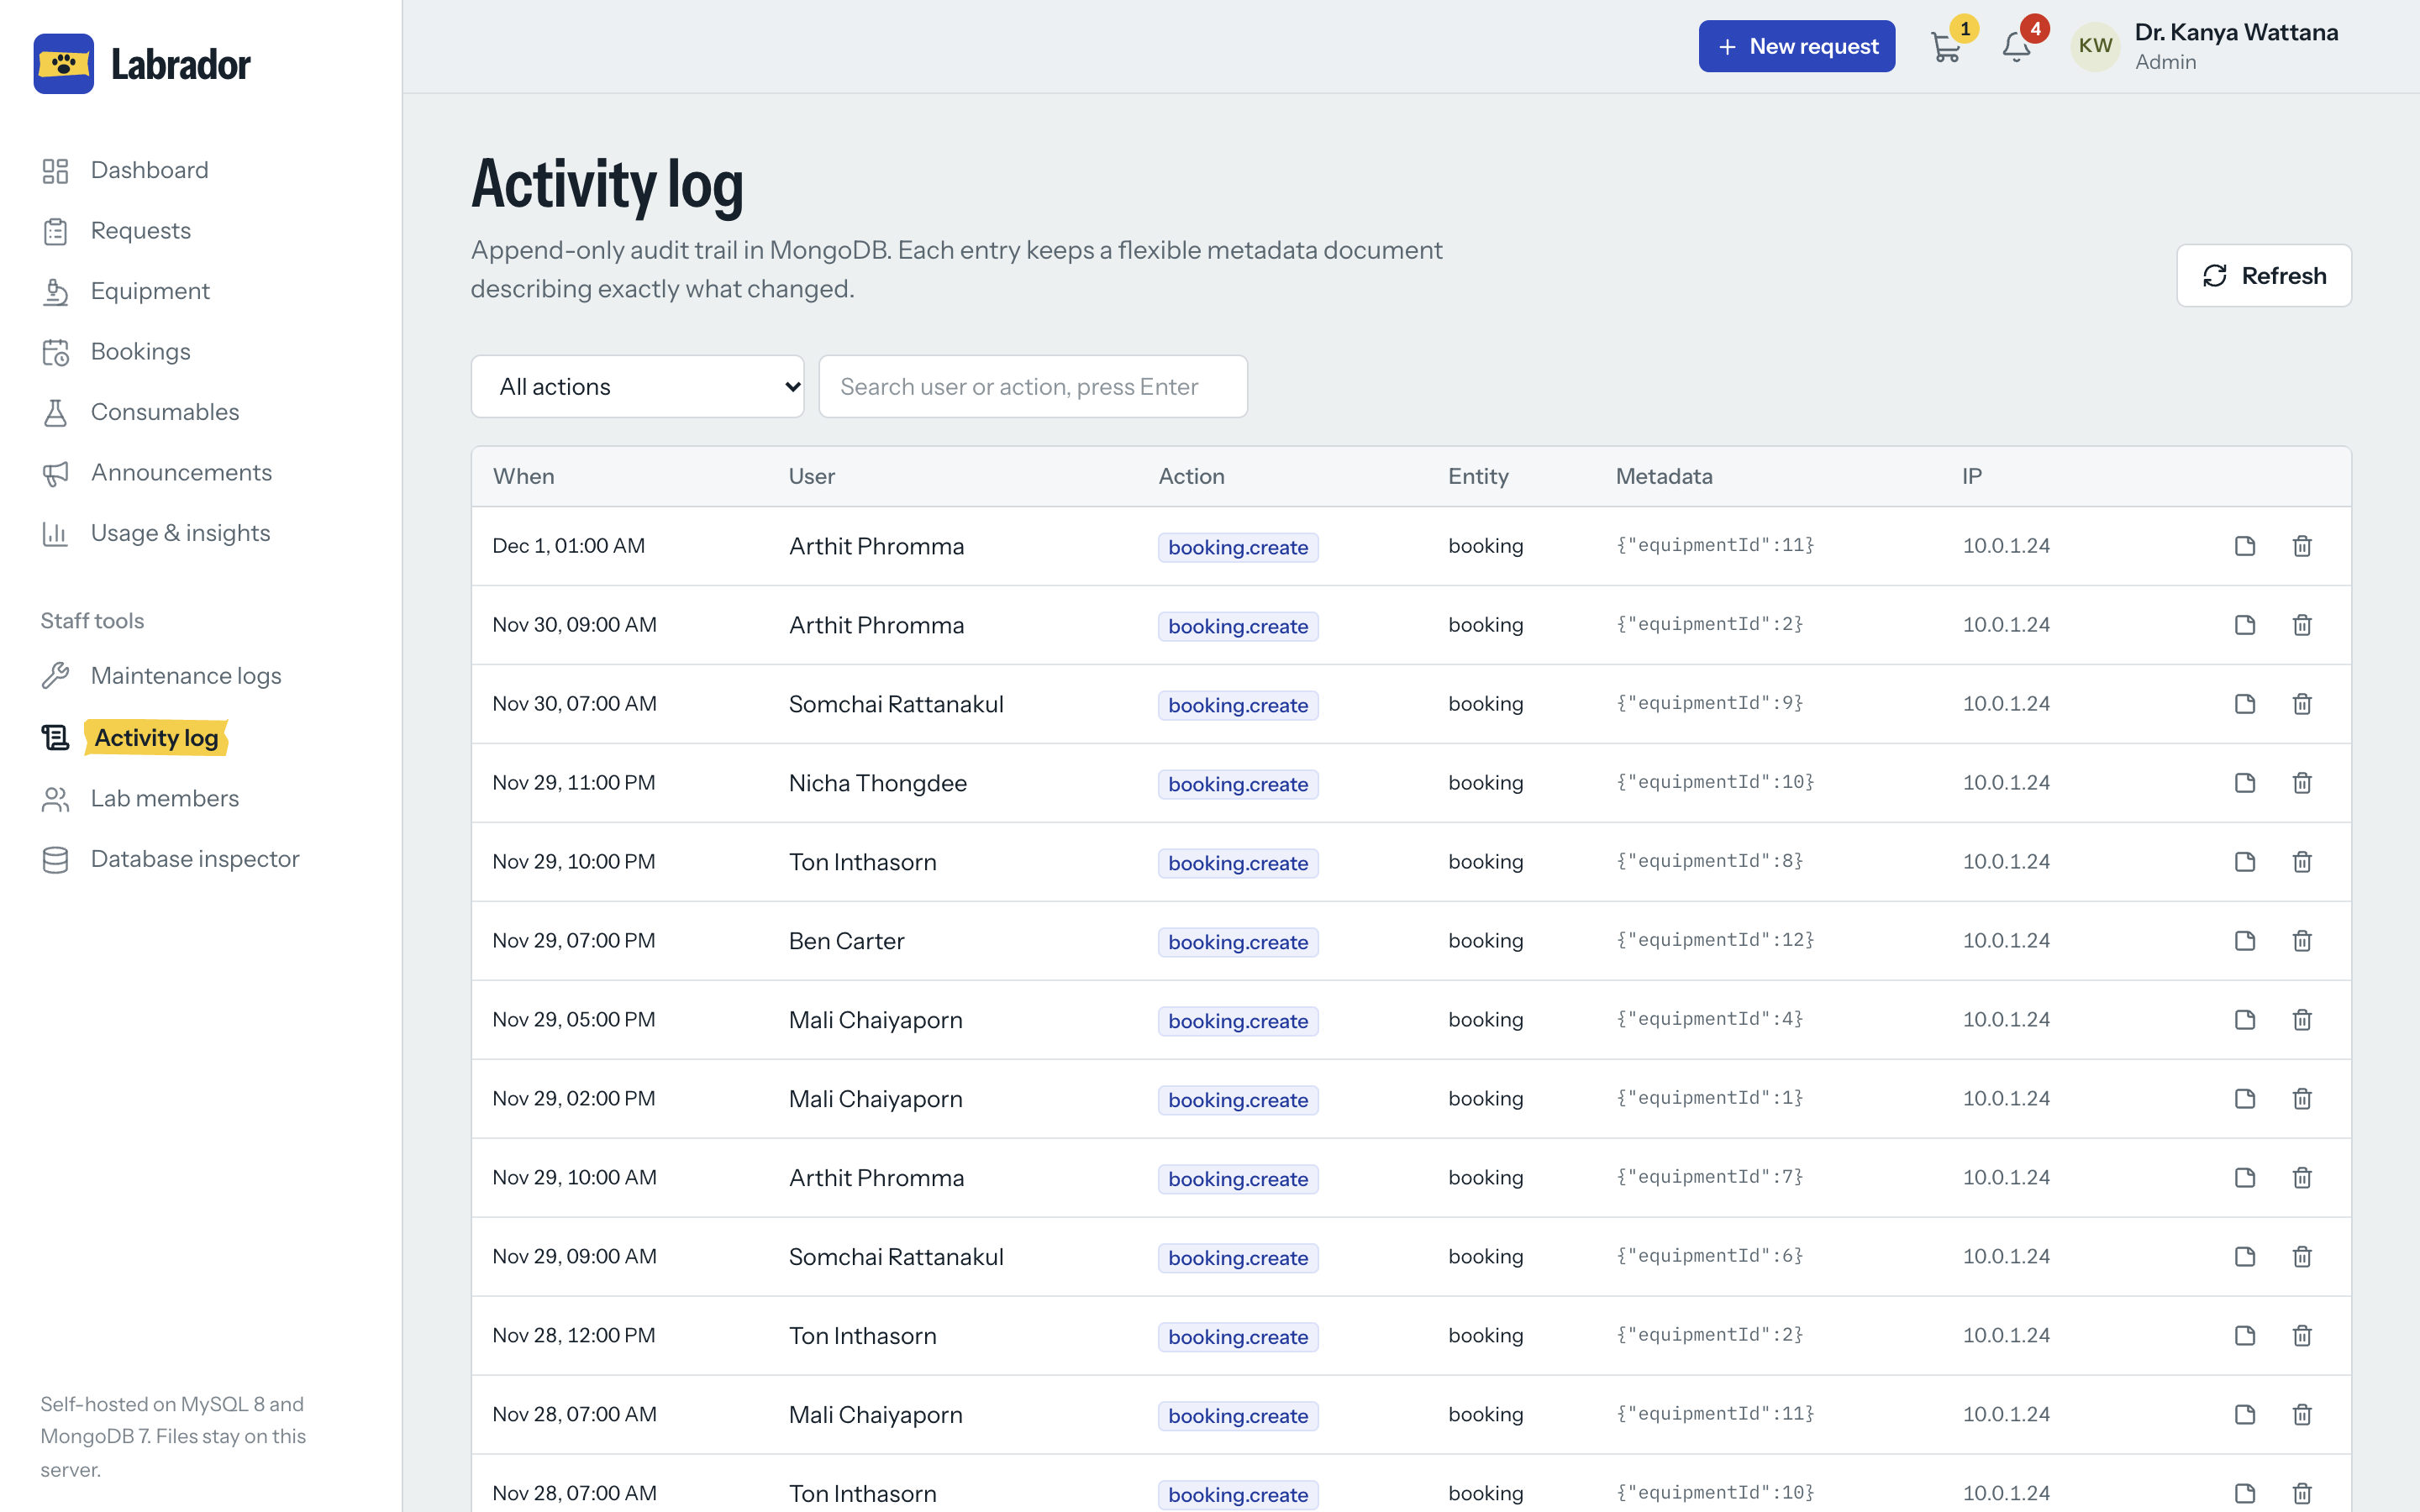 Labrador
Dashboard
Requests
Equipment
Bookings
Consumables
Announcements
Usage & insights
Staff tools
Maintenance logs
Activity log
Lab members
Database inspector
Self-hosted on MySQL 8 and
MongoDB 7. Files stay on this
server.
+ New request
1
4
KW
Dr. Kanya Wattana
Admin
Activity log
Append-only audit trail in MongoDB. Each entry keeps a flexible metadata document
describing exactly what changed.
Refresh
All actions
Search user or action, press Enter
When User Action Entity Metadata IP
Dec 1, 01:00 AM Arthit Phromma booking.create booking {"equipmentId":11} 10.0.1.24
Nov 30, 09:00 AM Arthit Phromma booking.create booking {"equipmentId":2} 10.0.1.24
Nov 30, 07:00 AM Somchai Rattanakul booking.create booking {"equipmentId":9} 10.0.1.24
Nov 29, 11:00 PM Nicha Thongdee booking.create booking {"equipmentId":10} 10.0.1.24
Nov 29, 10:00 PM Ton Inthasorn booking.create booking {"equipmentId":8} 10.0.1.24
Nov 29, 07:00 PM Ben Carter booking.create booking {"equipmentId":12} 10.0.1.24
Nov 29, 05:00 PM Mali Chaiyaporn booking.create booking {"equipmentId":4} 10.0.1.24
Nov 29, 02:00 PM Mali Chaiyaporn booking.create booking {"equipmentId":1} 10.0.1.24
Nov 29, 10:00 AM Arthit Phromma booking.create booking {"equipmentId":7} 10.0.1.24
Nov 29, 09:00 AM Somchai Rattanakul booking.create booking {"equipmentId":6} 10.0.1.24
Nov 28, 12:00 PM Ton Inthasorn booking.create booking {"equipmentId":2} 10.0.1.24
Nov 28, 07:00 AM Mali Chaiyaporn booking.create booking {"equipmentId":11} 10.0.1.24
Nov 28, 07:00 AM Ton Inthasorn booking.create booking {"equipmentId":10} 10.0.1.24